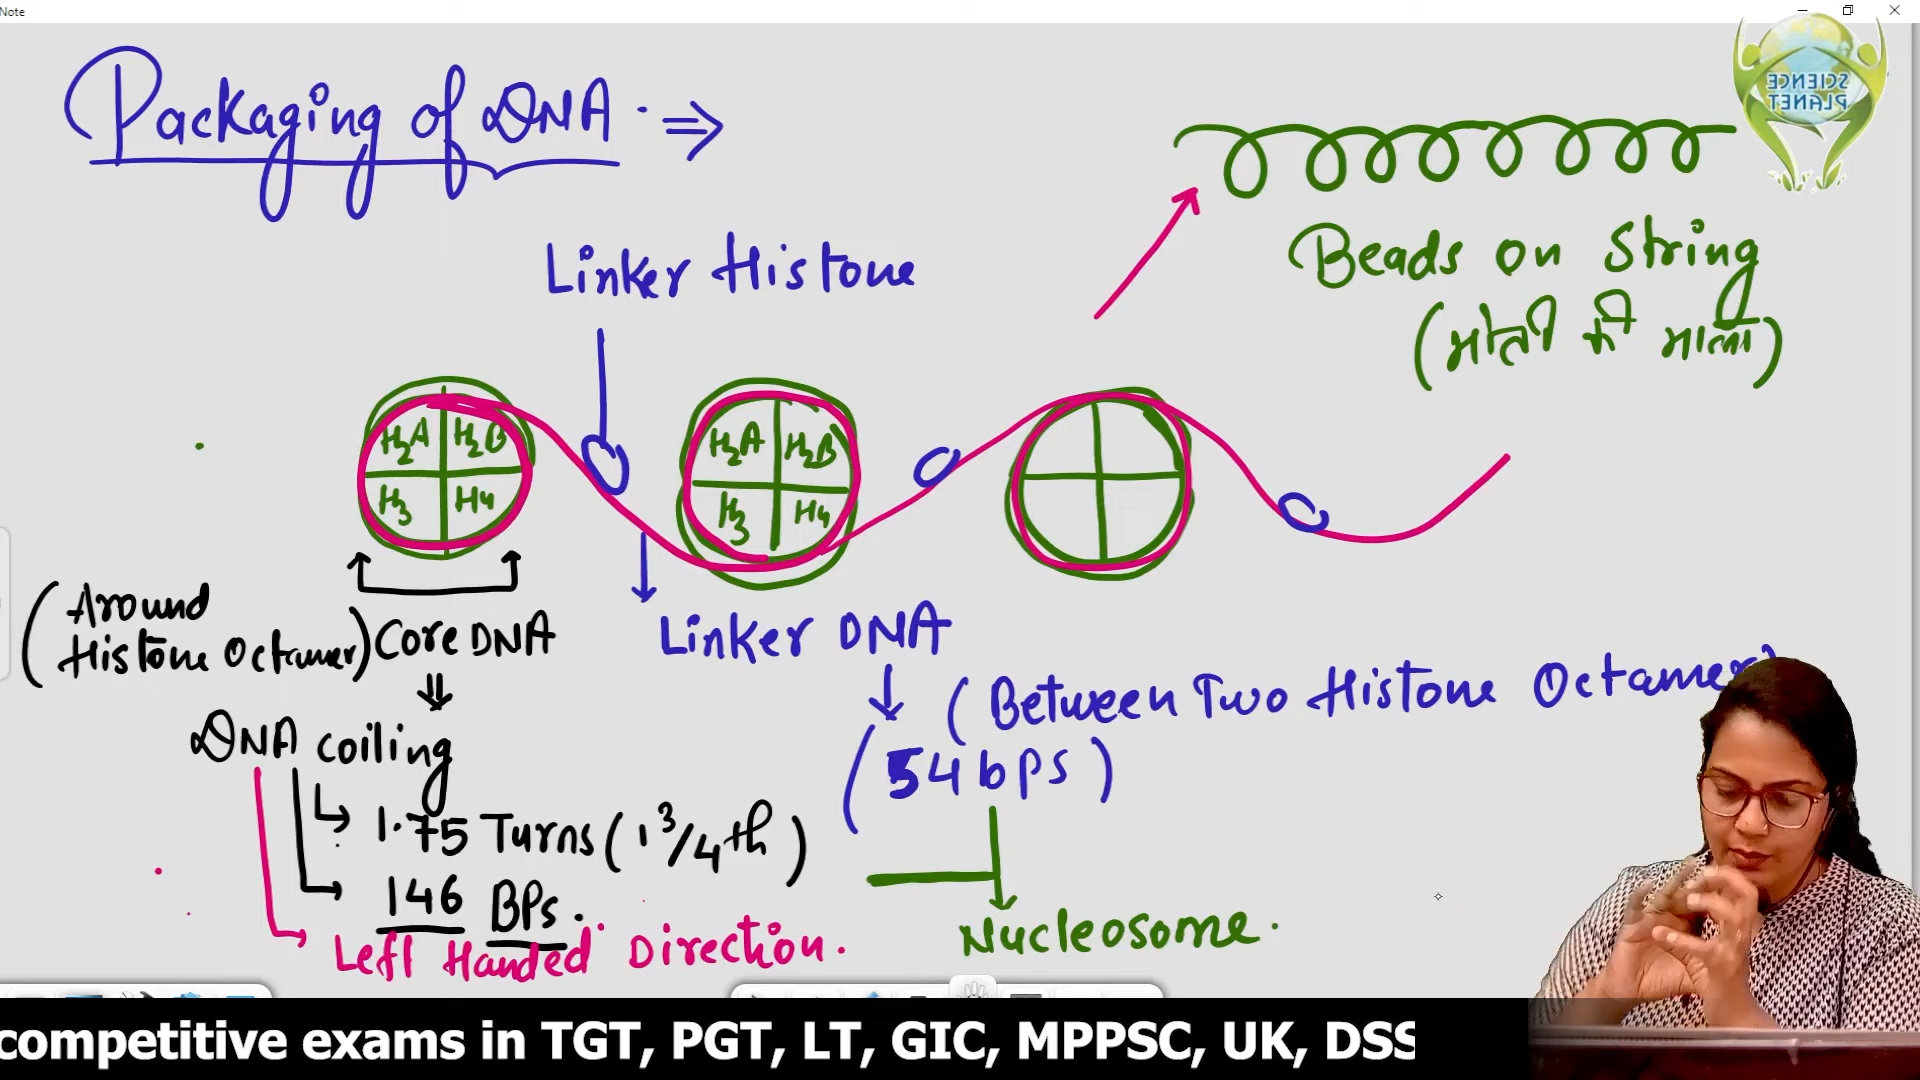 Note
Packaging of DNA ⇒
SCIENCE
PLANET
Linker Histone
Beads on String
(मोती की माला)
H2A H2B
H3 H4
H2A H2B
H3 H4
(Around
Histone Octamer) Core DNA
Linker DNA
(Between Two Histone Octamer)
(54 bps)
DNA coiling
1.75 Turns (1 3/4th)
146 BPs.
Left Handed Direction.
Nucleosome.
competitive exams in TGT, PGT, LT, GIC, MPPSC, UK, DSS